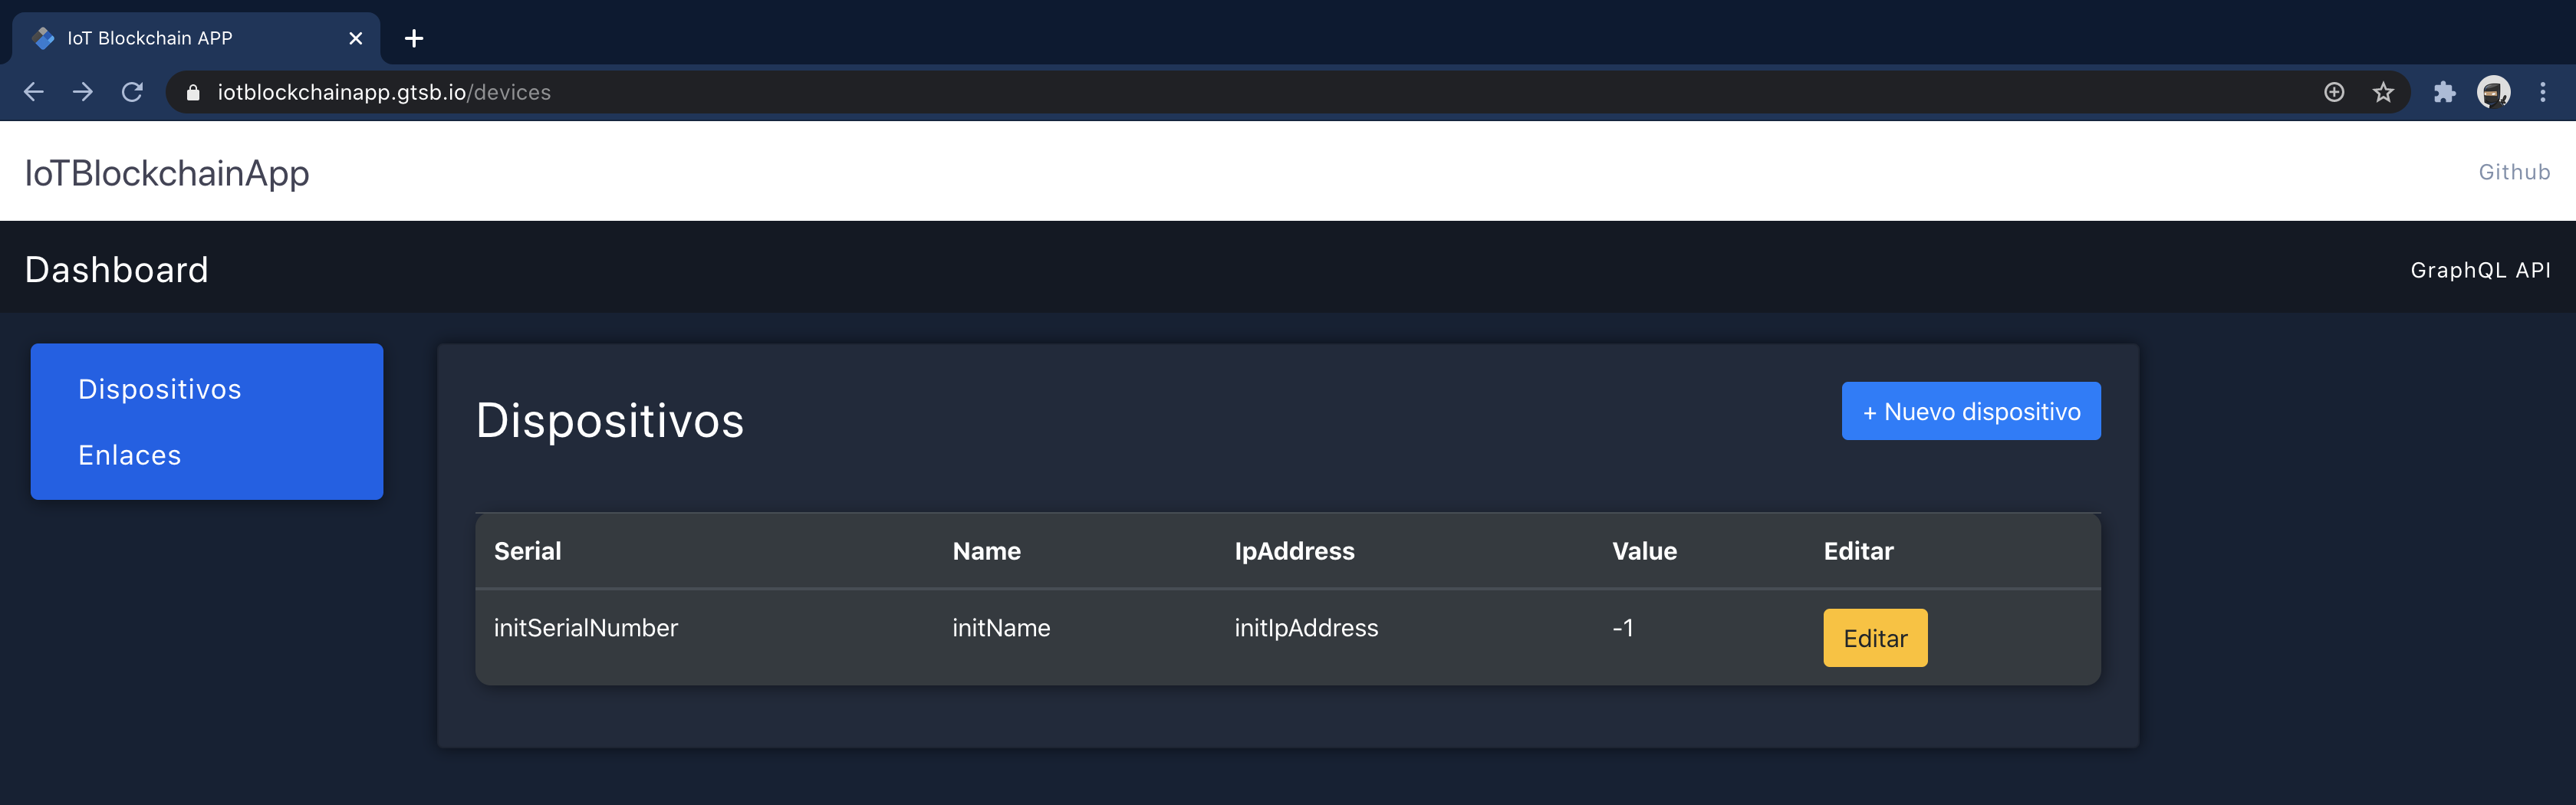 IoT Blockchain APP
iotblockchainapp.gtsb.io/devices
IoTBlockchainApp
Github
Dashboard
GraphQL API
Dispositivos
Enlaces
Dispositivos
+ Nuevo dispositivo
Serial Name IpAddress Value Editar
initSerialNumber initName initIpAddress -1 Editar